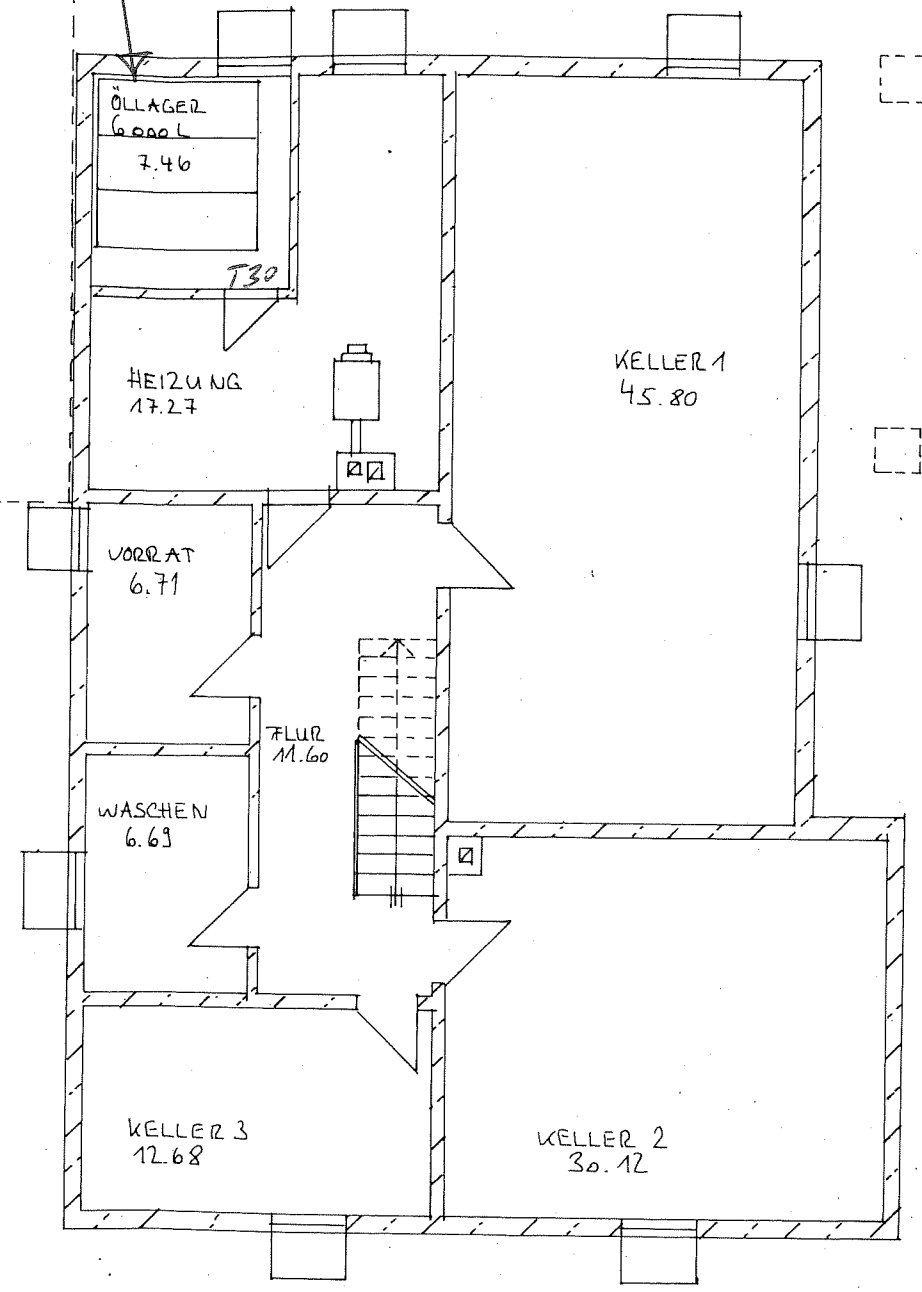 ÖLLAGER
6000 L
7.46
T30
HEIZUNG
17.27
KELLER 1
45.80
VORRAT
6.71
FLUR
11.60
WASCHEN
6.69
KELLER 3
12.68
KELLER 2
30.12